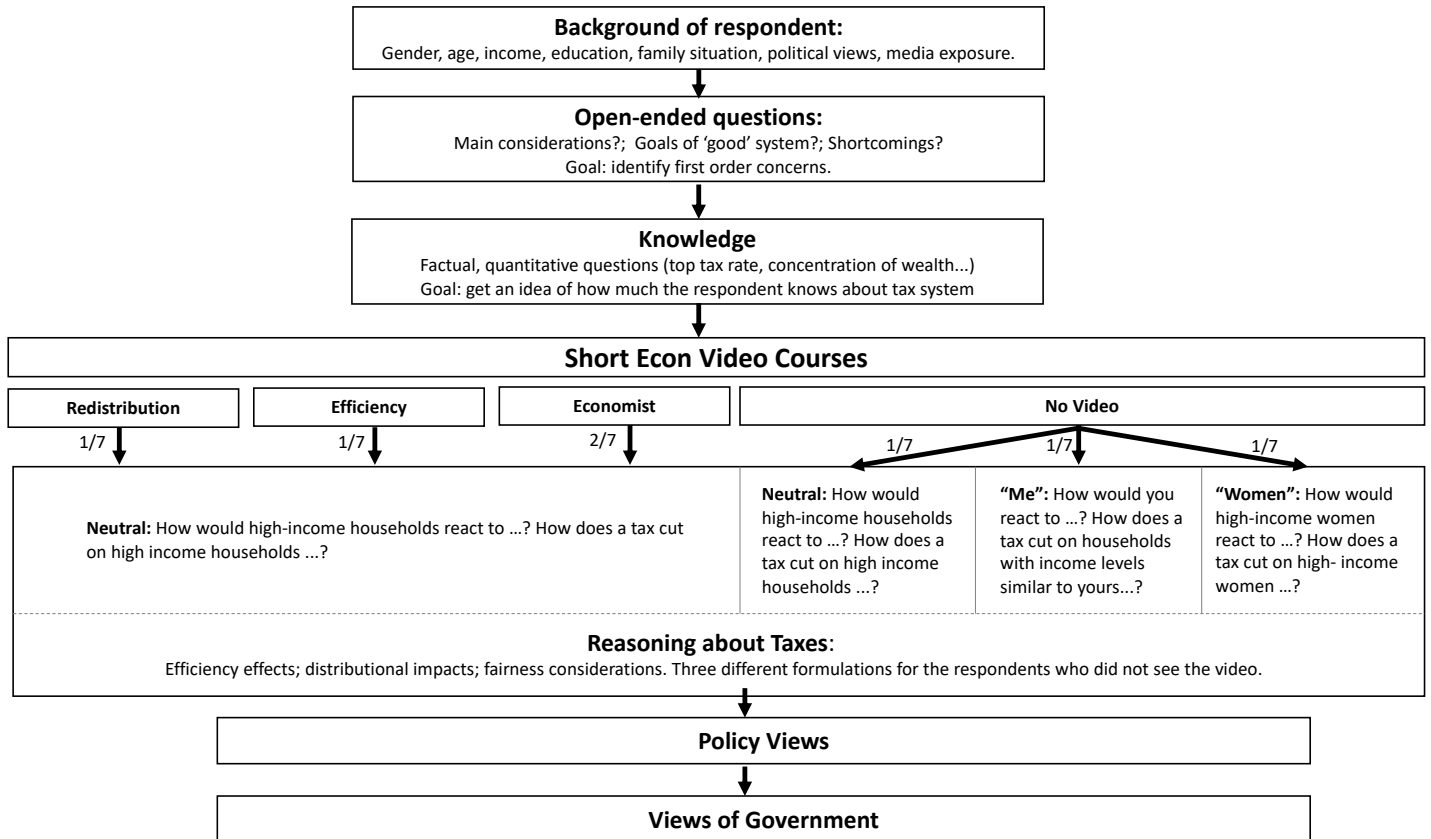 Background of respondent:
Gender, age, income, education, family situation, political views, media exposure.
Open-ended questions:
Main considerations?;  Goals of ‘good’ system?; Shortcomings?
Goal: identify first order concerns.
Knowledge
Factual, quantitative questions (top tax rate, concentration of wealth...)
Goal: get an idea of how much the respondent knows about tax system
Short Econ Video Courses
Redistribution
Efficiency
Economist
No Video
1/7
1/7
2/7
1/7
1/7
1/7
Neutral: How would high-income households react to …? How does a tax cut
on high income households …?
Neutral: How would
high-income households
react to …? How does a
tax cut on high income
households …?
“Me”: How would you
react to …? How does a
tax cut on households
with income levels
similar to yours…?
“Women”: How would
high-income women
react to …? How does a
tax cut on high- income
women …?
Reasoning about Taxes:
Efficiency effects; distributional impacts; fairness considerations. Three different formulations for the respondents who did not see the video.
Policy Views
Views of Government